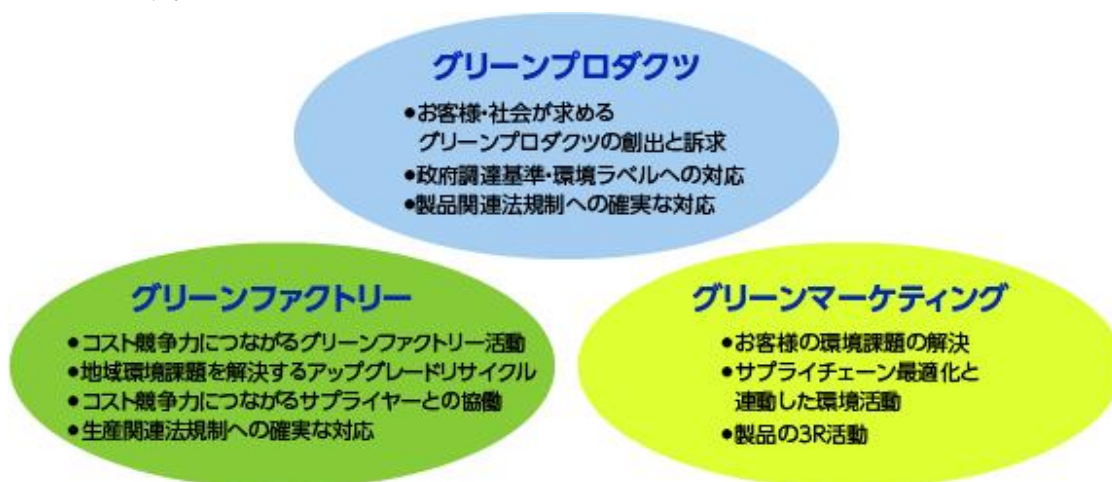 グリーンプロダクツ
●お客様・社会が求める
グリーンプロダクツの創出と訴求
●政府調達基準・環境ラベルへの対応
●製品関連法規制への確実な対応
グリーンファクトリー
●コスト競争力につながるグリーンファクトリー活動
●地域環境課題を解決するアップグレードリサイクル
●コスト競争力につながるサプライヤーとの協働
●生産関連法規制への確実な対応
グリーンマーケティング
●お客様の環境課題の解決
●サプライチェーン最適化と
連動した環境活動
●製品の3R活動